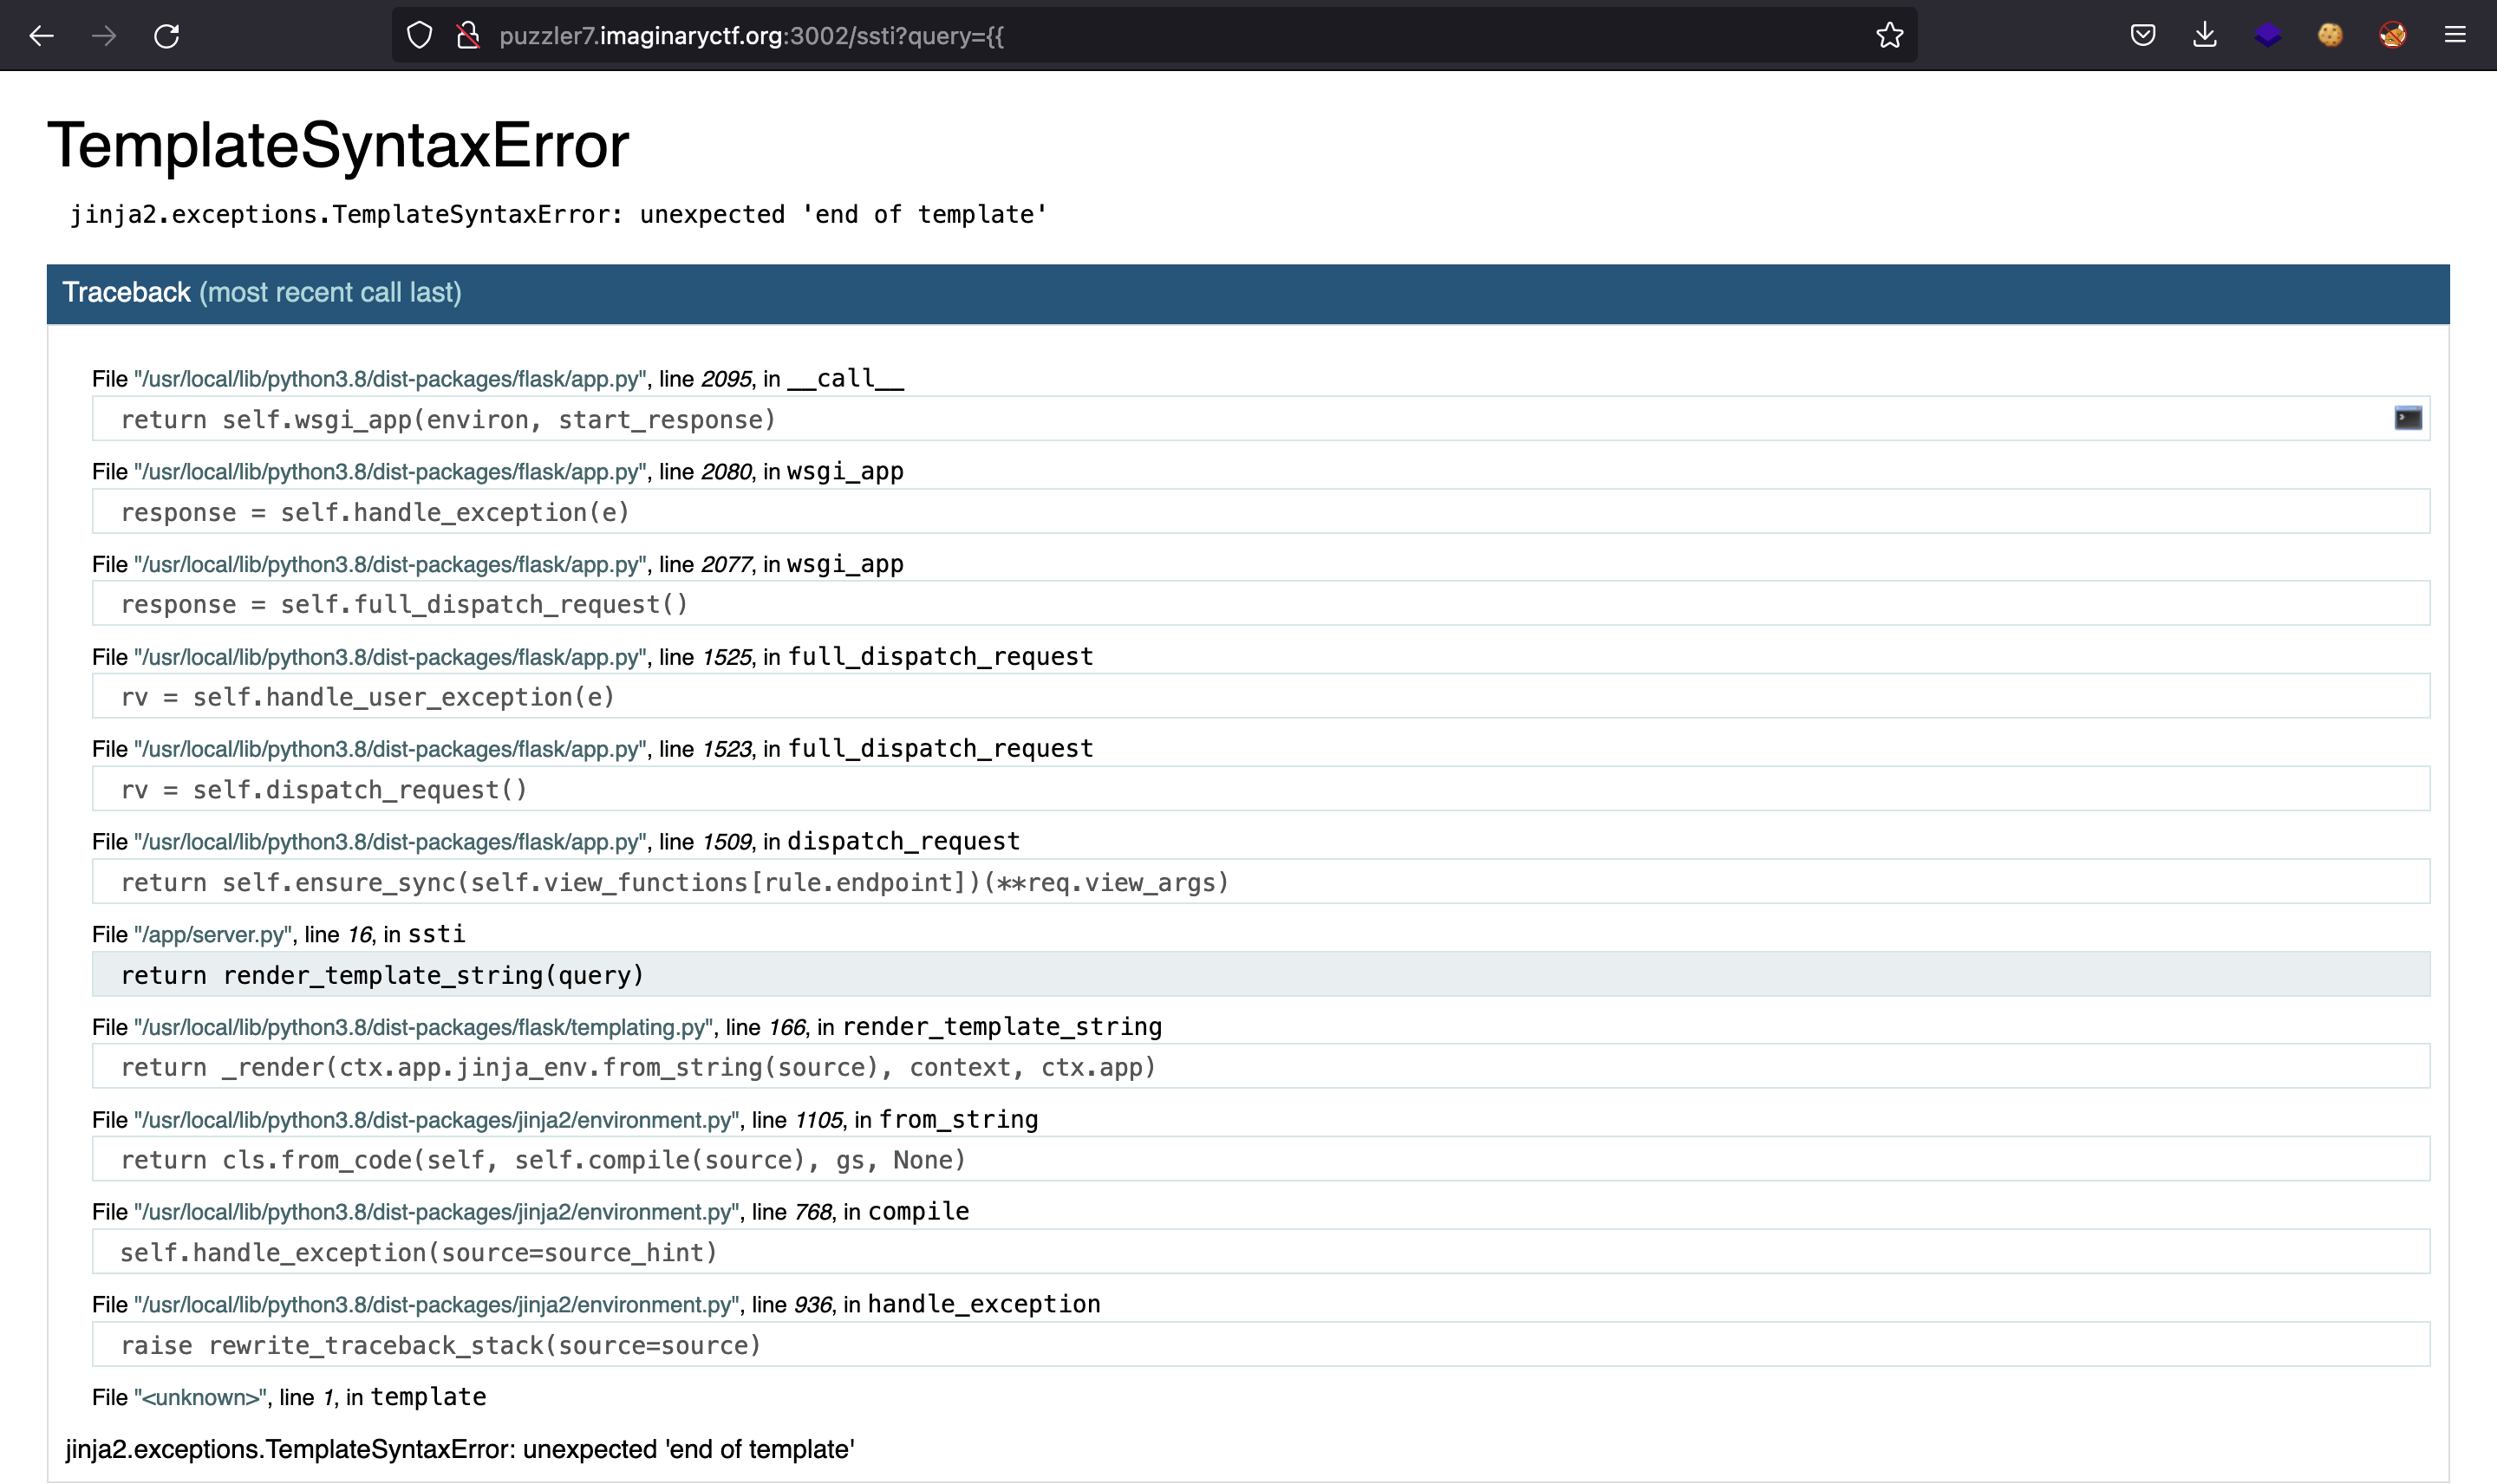 puzzler7.imaginaryctf.org:3002/ssti?query={{
TemplateSyntaxError
jinja2.exceptions.TemplateSyntaxError: unexpected 'end of template'
Traceback (most recent call last)
File "/usr/local/lib/python3.8/dist-packages/flask/app.py", line 2095, in __call__
return self.wsgi_app(environ, start_response)
File "/usr/local/lib/python3.8/dist-packages/flask/app.py", line 2080, in wsgi_app
response = self.handle_exception(e)
File "/usr/local/lib/python3.8/dist-packages/flask/app.py", line 2077, in wsgi_app
response = self.full_dispatch_request()
File "/usr/local/lib/python3.8/dist-packages/flask/app.py", line 1525, in full_dispatch_request
rv = self.handle_user_exception(e)
File "/usr/local/lib/python3.8/dist-packages/flask/app.py", line 1523, in full_dispatch_request
rv = self.dispatch_request()
File "/usr/local/lib/python3.8/dist-packages/flask/app.py", line 1509, in dispatch_request
return self.ensure_sync(self.view_functions[rule.endpoint])(**req.view_args)
File "/app/server.py", line 16, in ssti
return render_template_string(query)
File "/usr/local/lib/python3.8/dist-packages/flask/templating.py", line 166, in render_template_string
return _render(ctx.app.jinja_env.from_string(source), context, ctx.app)
File "/usr/local/lib/python3.8/dist-packages/jinja2/environment.py", line 1105, in from_string
return cls.from_code(self, self.compile(source), gs, None)
File "/usr/local/lib/python3.8/dist-packages/jinja2/environment.py", line 768, in compile
self.handle_exception(source=source_hint)
File "/usr/local/lib/python3.8/dist-packages/jinja2/environment.py", line 936, in handle_exception
raise rewrite_traceback_stack(source=source)
File "<unknown>", line 1, in template
jinja2.exceptions.TemplateSyntaxError: unexpected 'end of template'